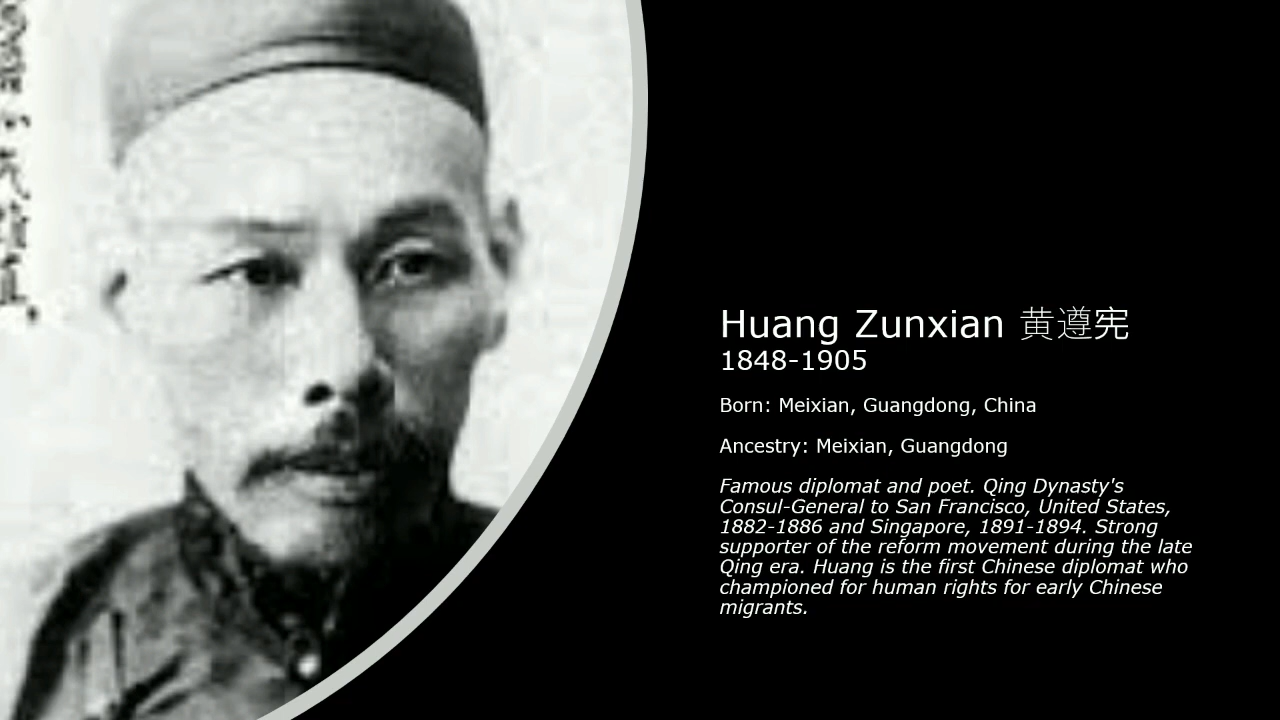 Huang Zunxian 黄遵宪
1848-1905
Born: Meixian, Guangdong, China
Ancestry: Meixian, Guangdong
Famous diplomat and poet. Qing Dynasty's
Consul-General to San Francisco, United States,
1882-1886 and Singapore, 1891-1894. Strong
supporter of the reform movement during the late
Qing era. Huang is the first Chinese diplomat who
championed for human rights for early Chinese
migrants.